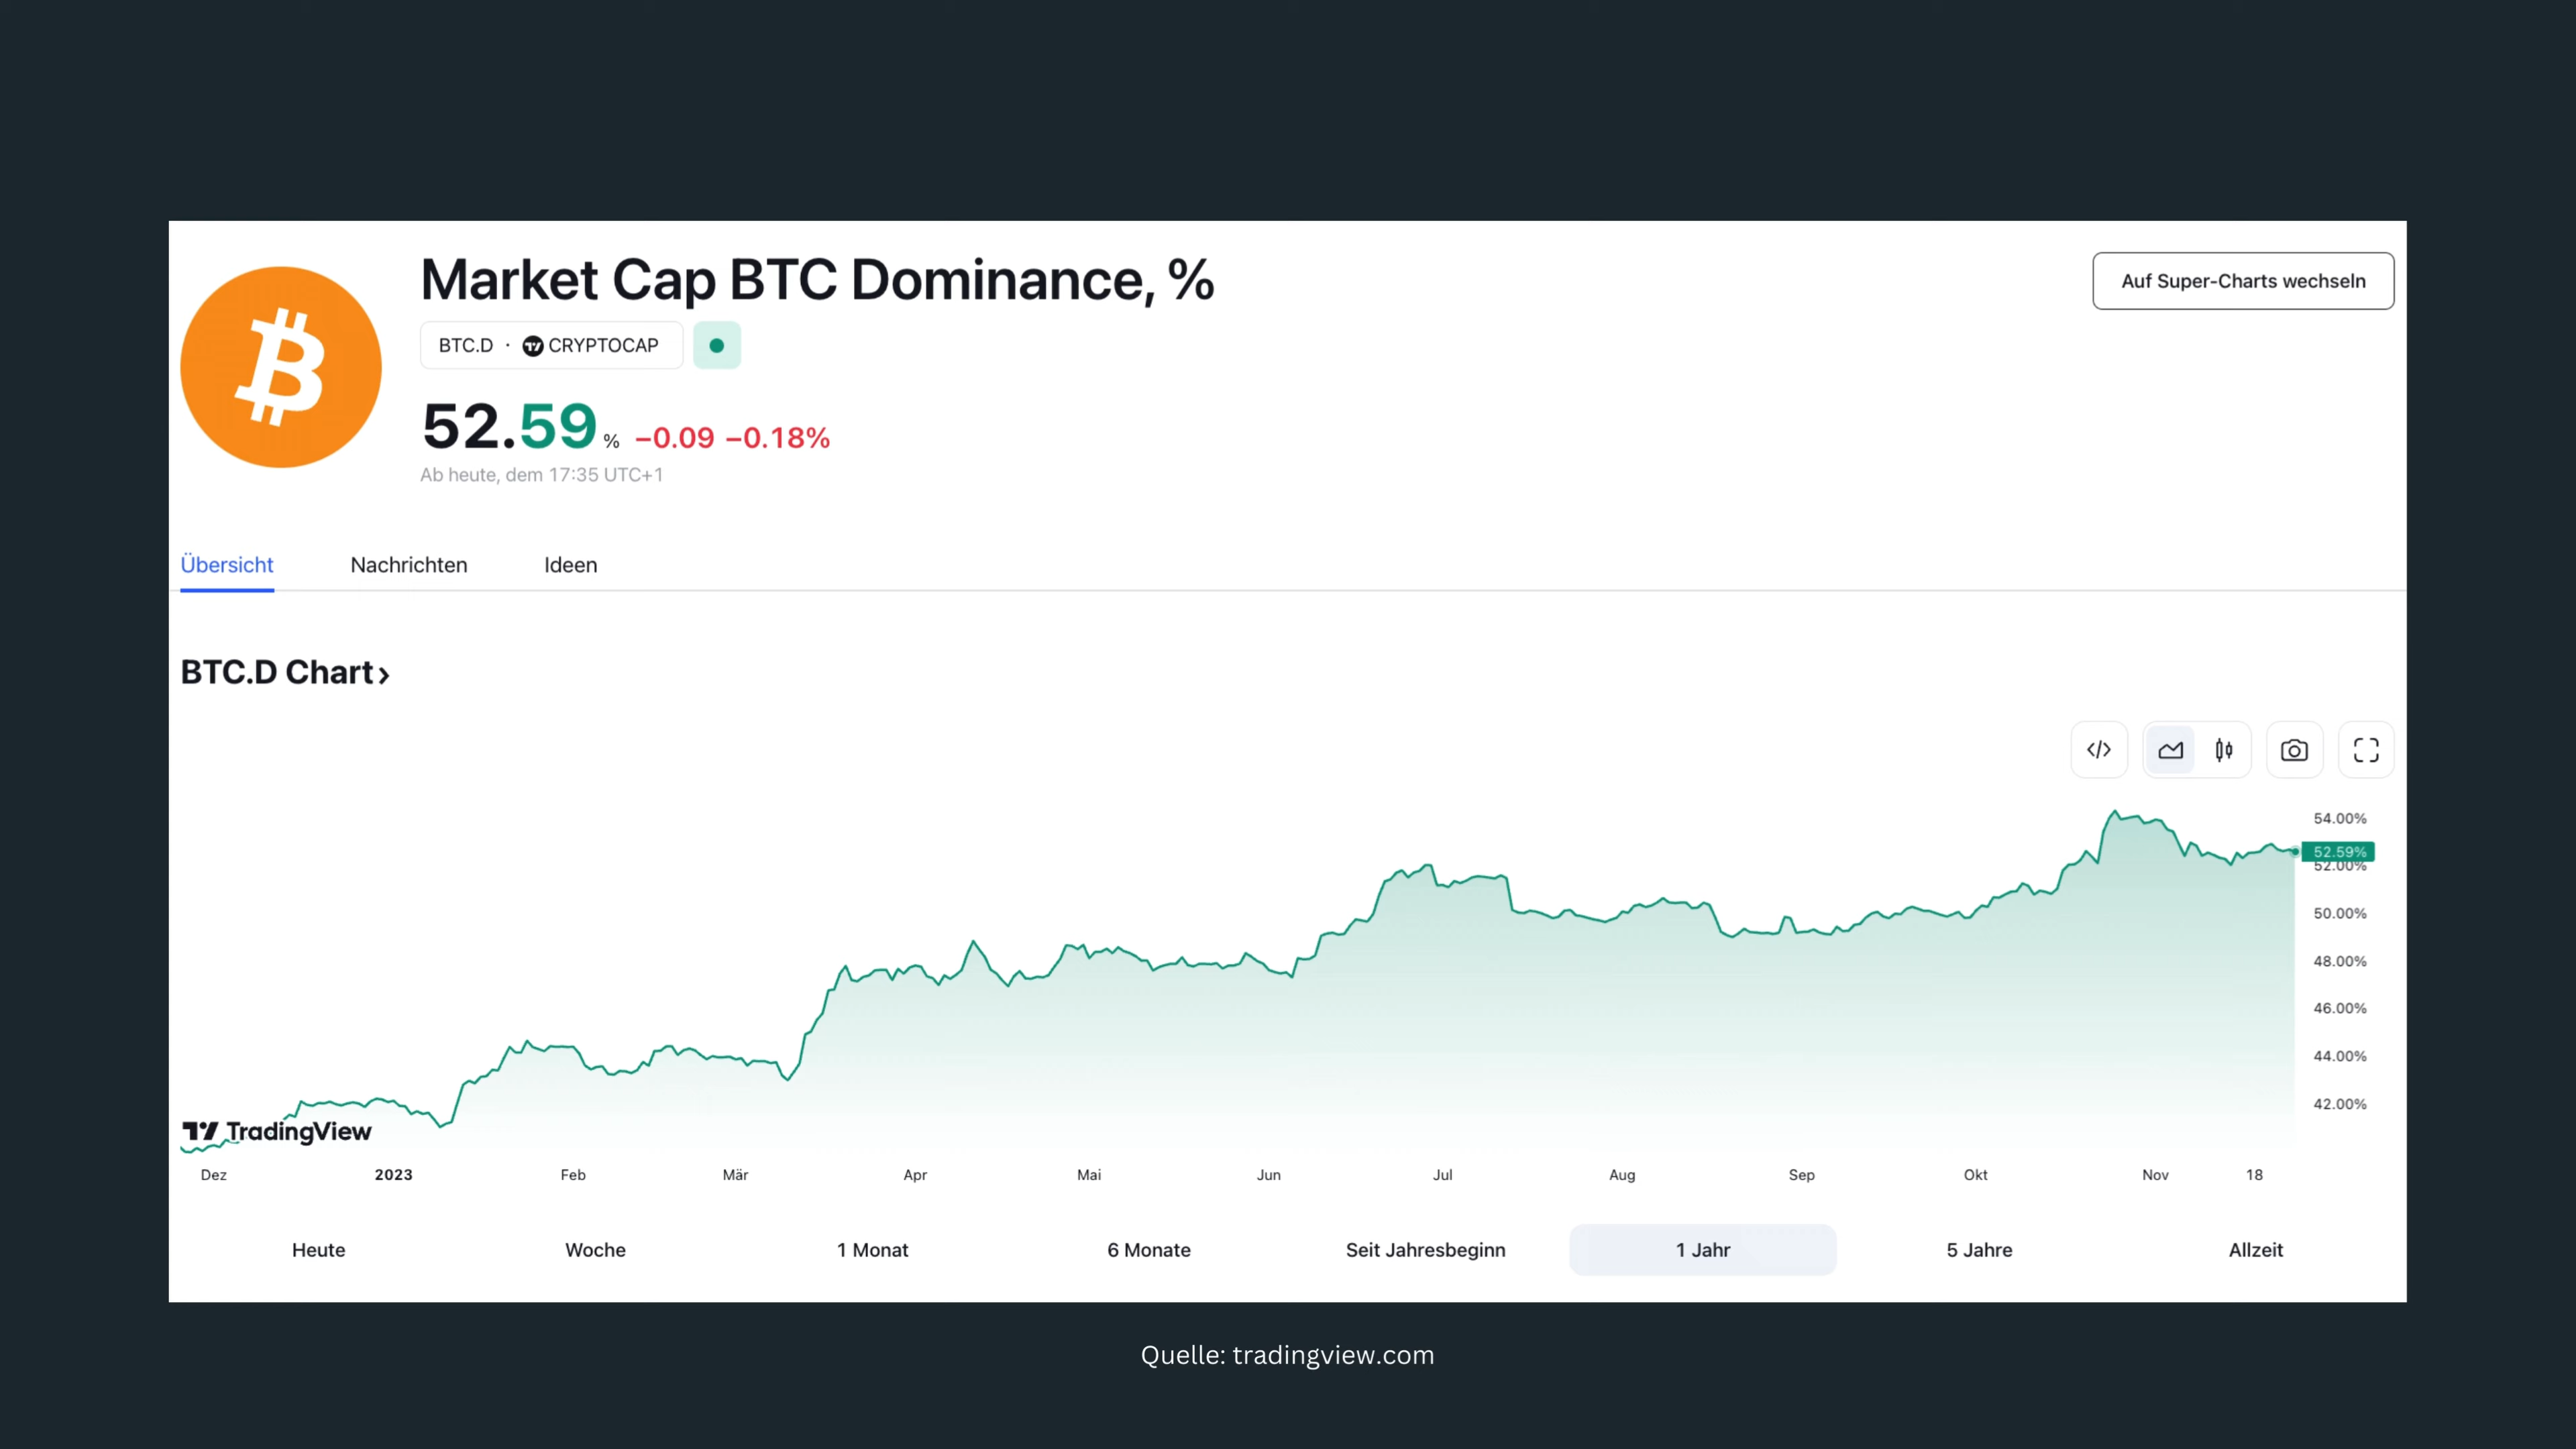 Market Cap BTC Dominance, %
Auf Super-Charts wechseln
BTC.D · CRYPTOCAP
52.59 % −0.09 −0.18%
Ab heute, dem 17:35 UTC+1
Übersicht Nachrichten Ideen
BTC.D Chart ›
54.00%
52.59%
52.00%
50.00%
48.00%
46.00%
44.00%
42.00%
TradingView
Dez 2023 Feb Mär Apr Mai Jun Jul Aug Sep Okt Nov 18
Heute Woche 1 Monat 6 Monate Seit Jahresbeginn 1 Jahr 5 Jahre Allzeit
Quelle: tradingview.com